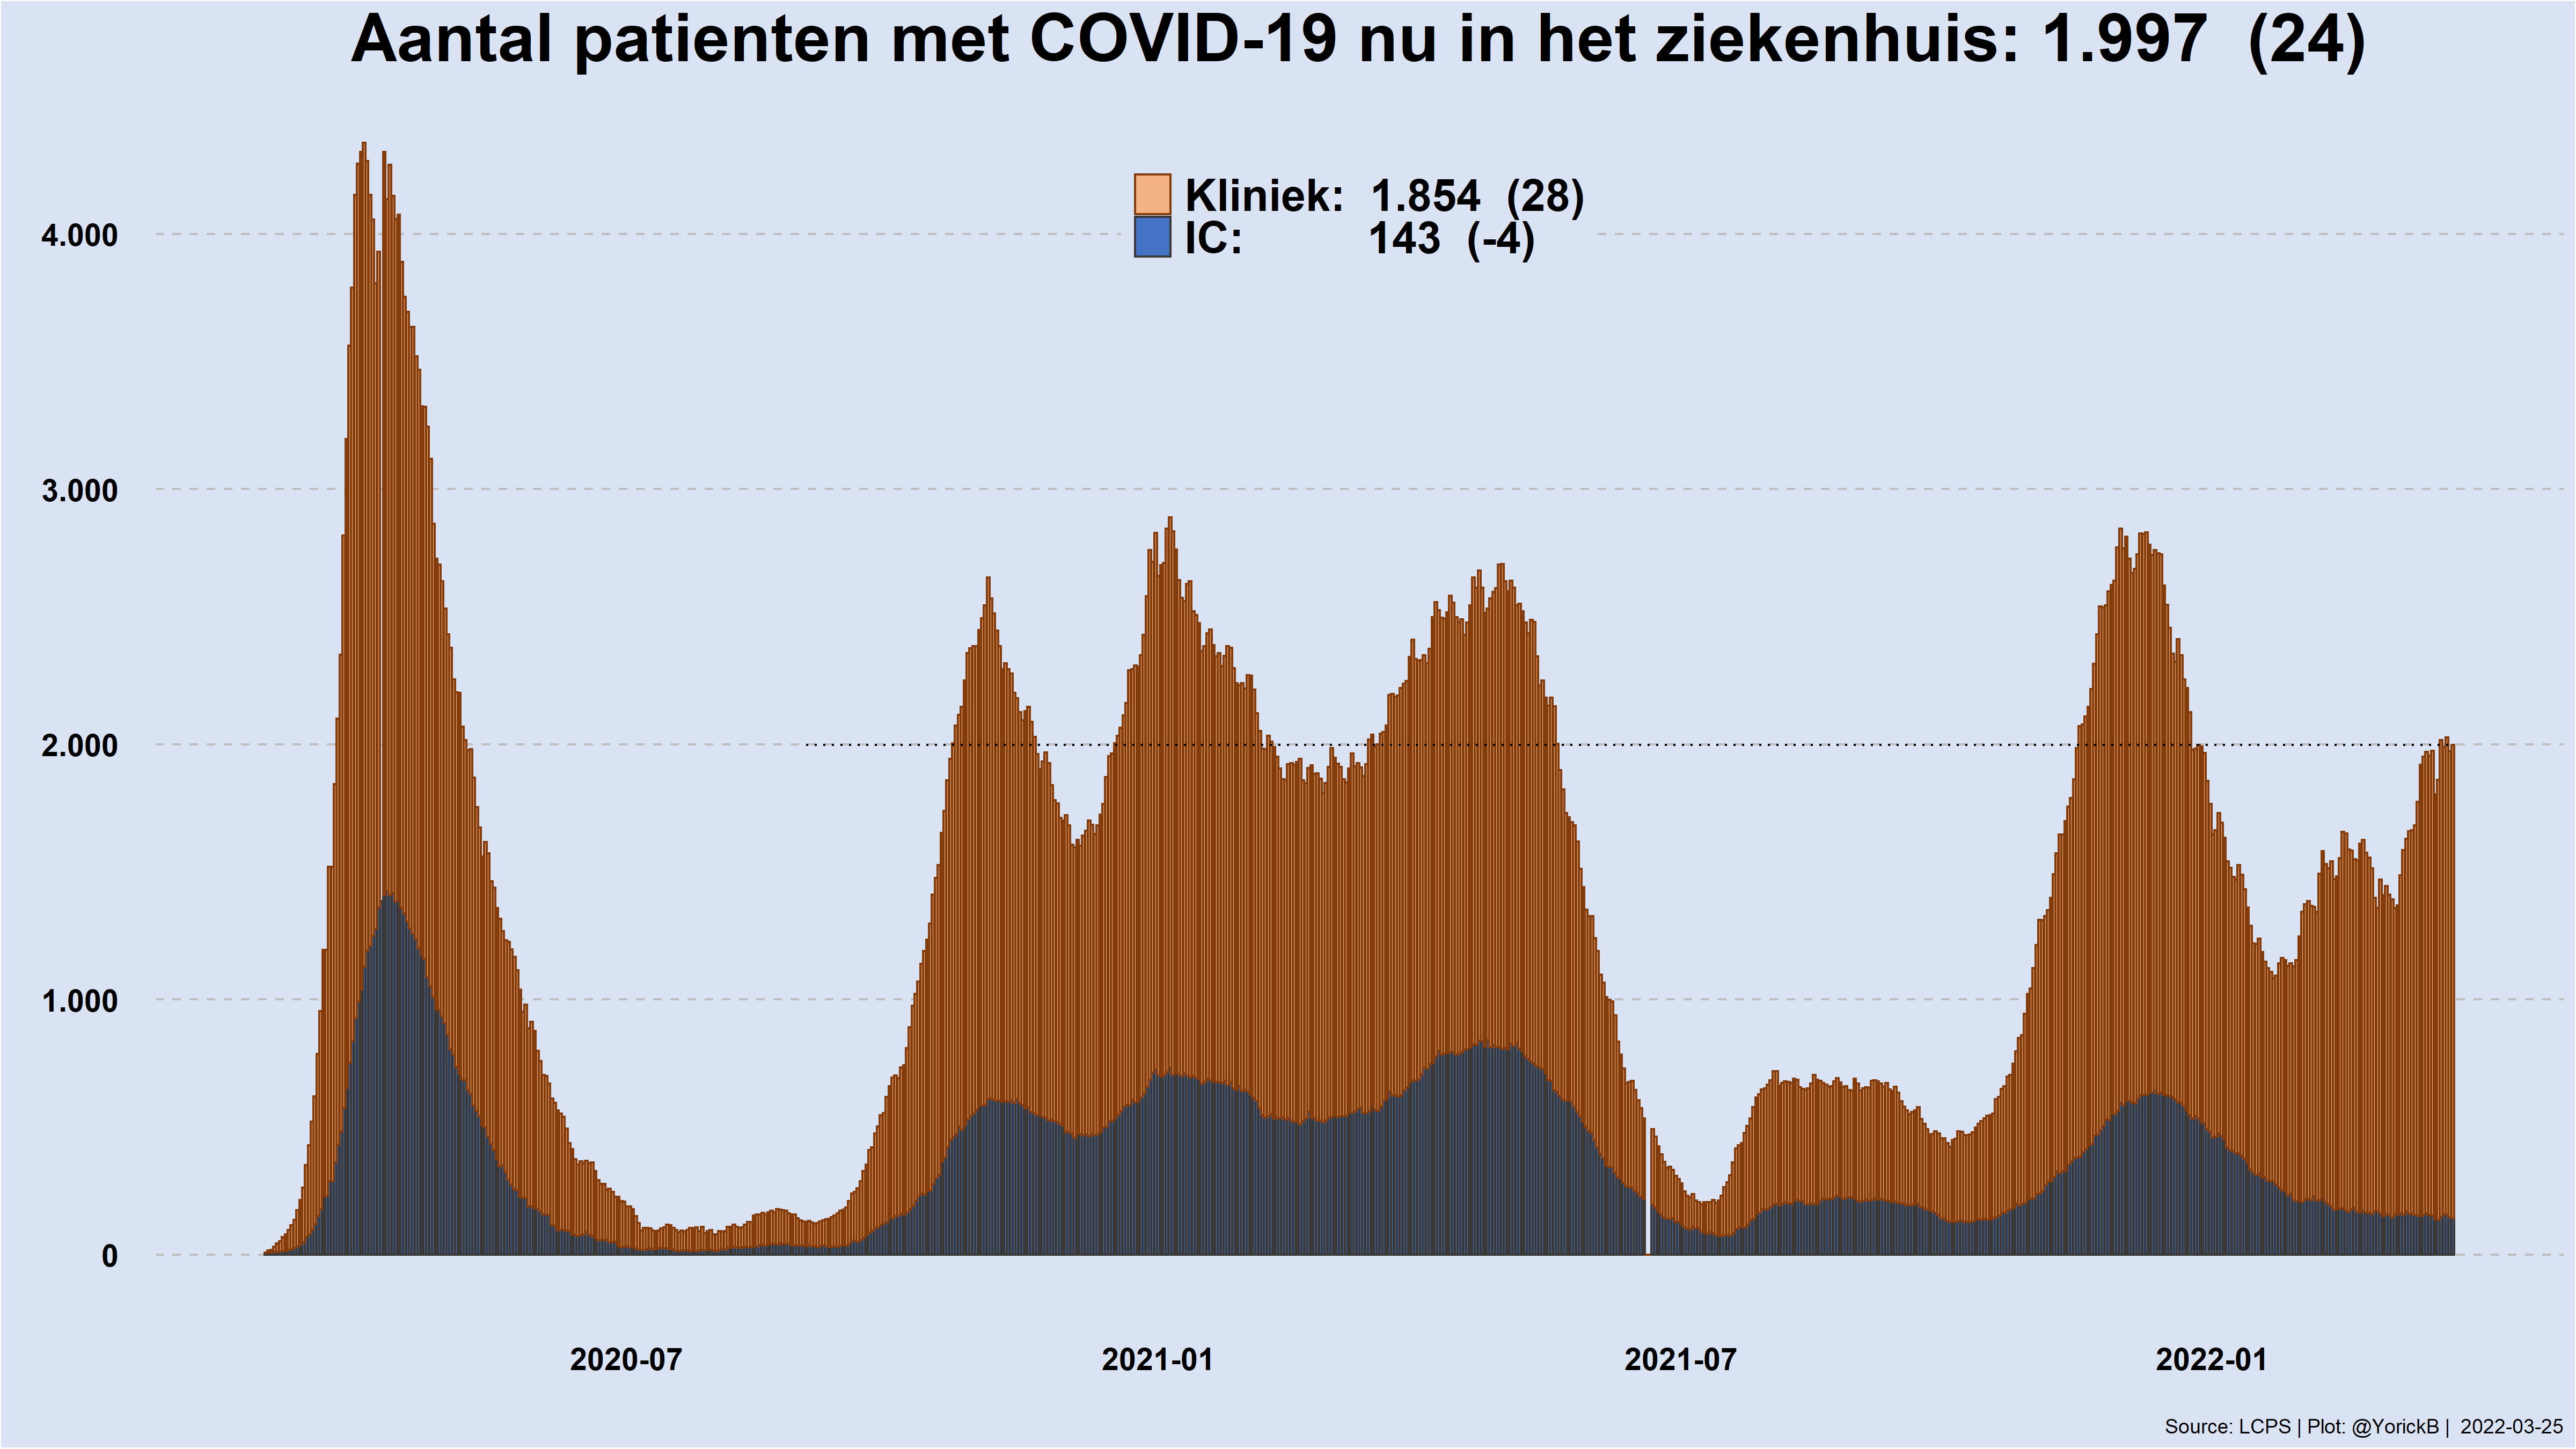 Aantal patienten met COVID-19 nu in het ziekenhuis: 1.997 (24)
Kliniek: 1.854 (28)
IC: 143 (-4)
4.000
3.000
2.000
1.000
0
2020-07 2021-01 2021-07 2022-01
Source: LCPS | Plot: @YorickB | 2022-03-25